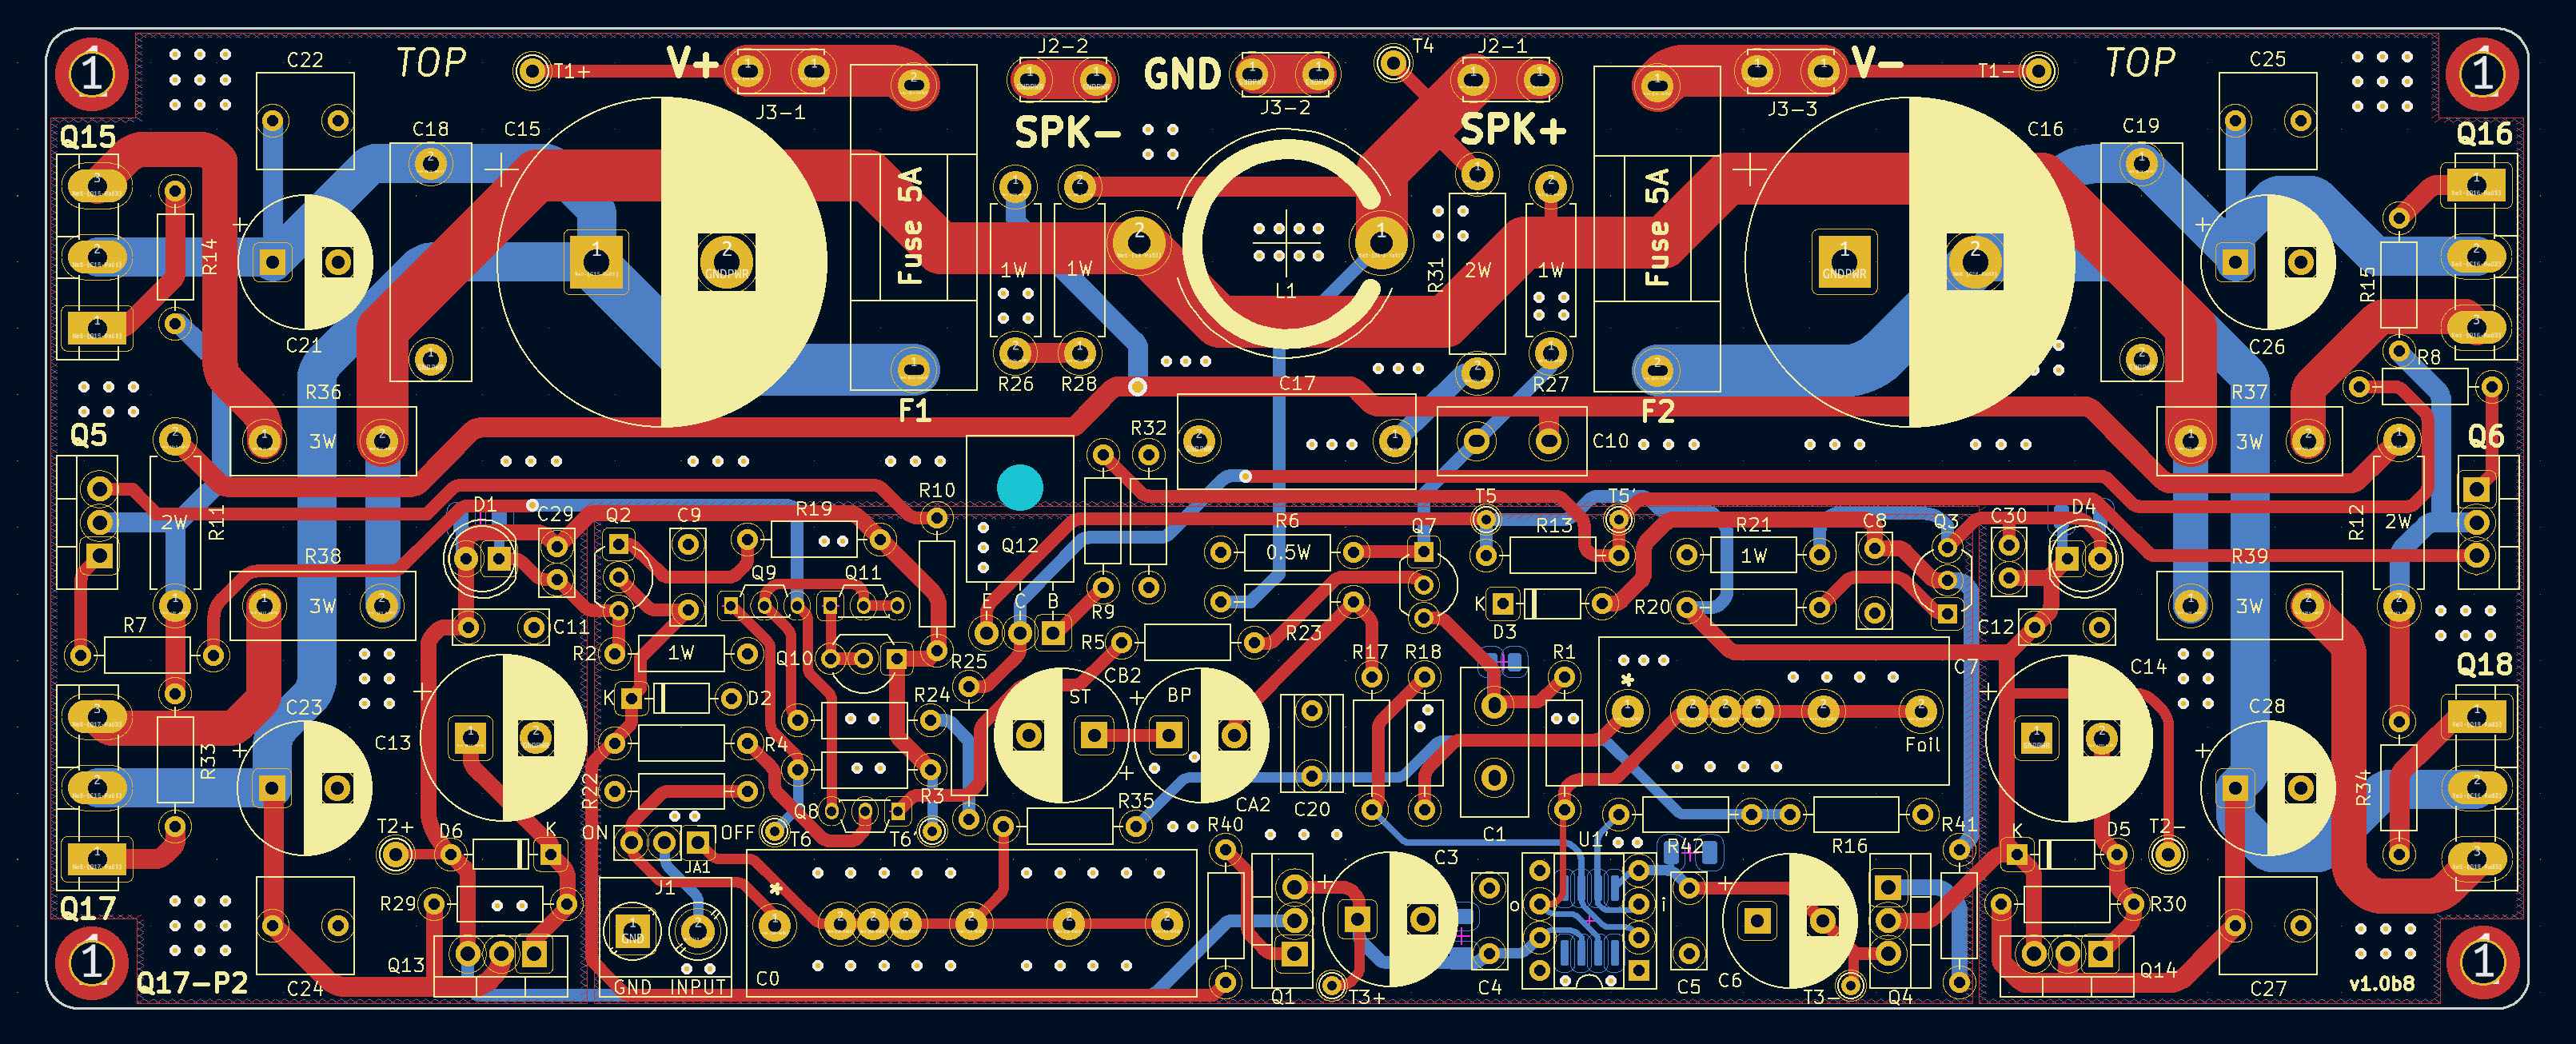 1
C22
TOP
T1+
V+
J3-1
J2-2
GND
J3-2
T4
J2-1
J3-3
V-
T1-
TOP
C25
1
Q15
C18
C15
SPK-
SPK+
C16
C19
Q16
R14
Fuse 5A
1W
1W
L1
R31
2W
1W
Fuse 5A
R15
GNDPWR
GNDPWR
C21
R26
R28
R27
C26
R8
R36
F1
C17
F2
R37
Q5
3W
R32
C10
3W
Q6
R10
D1
C29
Q2
C9
R19
T5
T5'
D4
2W
R11
Q12
R6
Q7
R13
R21
C8
Q3
C30
R12
2W
R38
0.5W
1W
R39
Q9
Q11
3W
E
C
B
R9
K
R20
3W
R7
C11
R5
R23
D3
C12
R2
1W
Q10
R25
R17
R18
R1
C7
C14
Q18
CB2
K
D2
R24
ST
BP
*
C23
C13
R4
Foil
C28
R33
R22
R3
R34
Q8
R35
CA2
C20
T2+
D6
K
ON
OFF
T6
T6'
R40
C1
U1'
R42
R16
R41
K
D5
T2-
JA1
C3
J1
*
R29
o
i
R30
Q17
GND
1
Q13
C0
Q14
1
Q17-P2
C24
GND
INPUT
Q1
T3+
C4
C5
C6
T3-
Q4
C27
v1.0b8